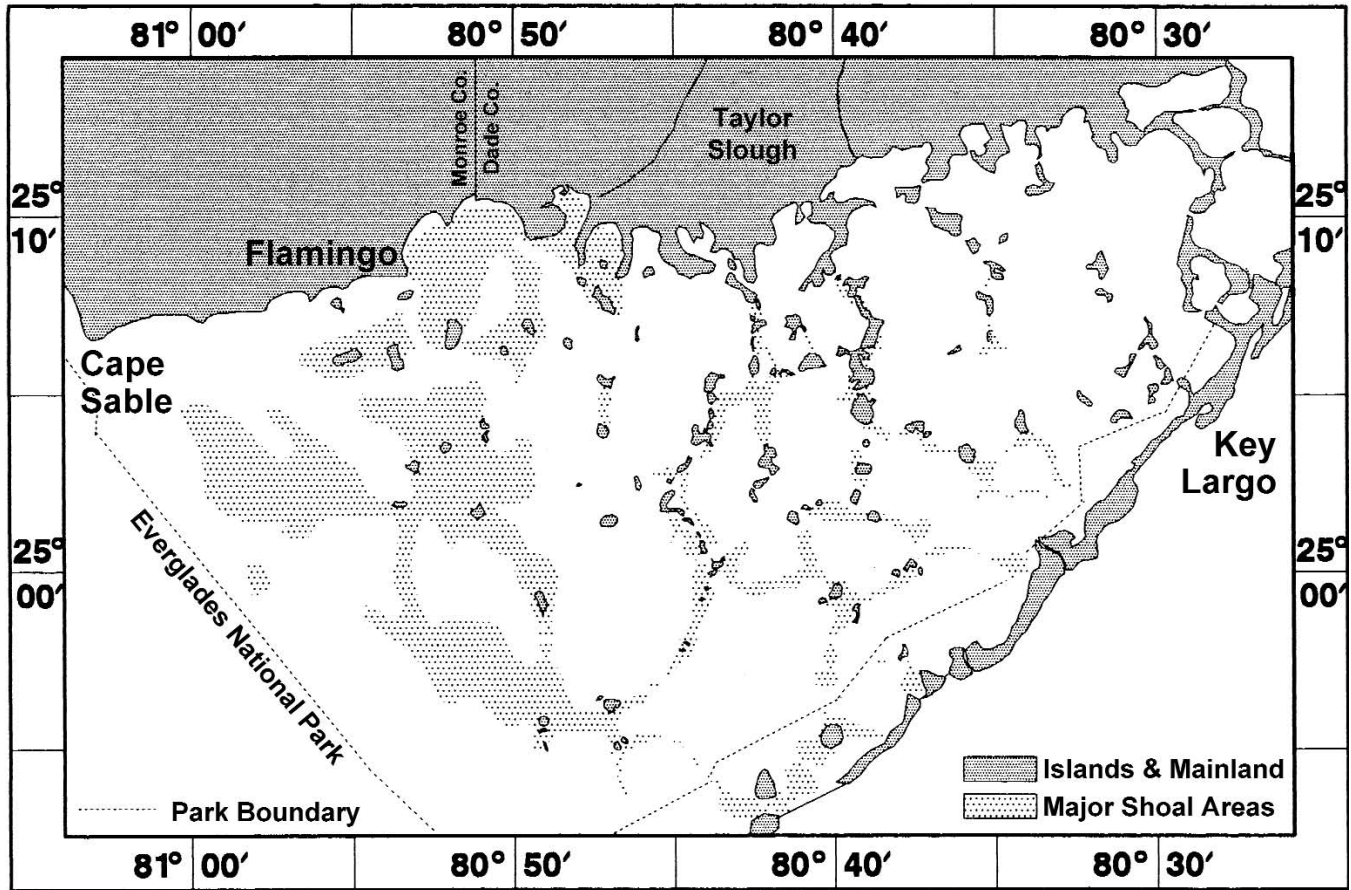 81° 00′ 80° 50′ 80° 40′ 80° 30′
Monroe Co.
Dade Co.
Taylor
Slough
25°
10′
25°
10′
Flamingo
Cape
Sable
Key
Largo
Everglades National Park
25°
00′
25°
00′
Islands & Mainland
Park Boundary
Major Shoal Areas
81° 00′ 80° 50′ 80° 40′ 80° 30′